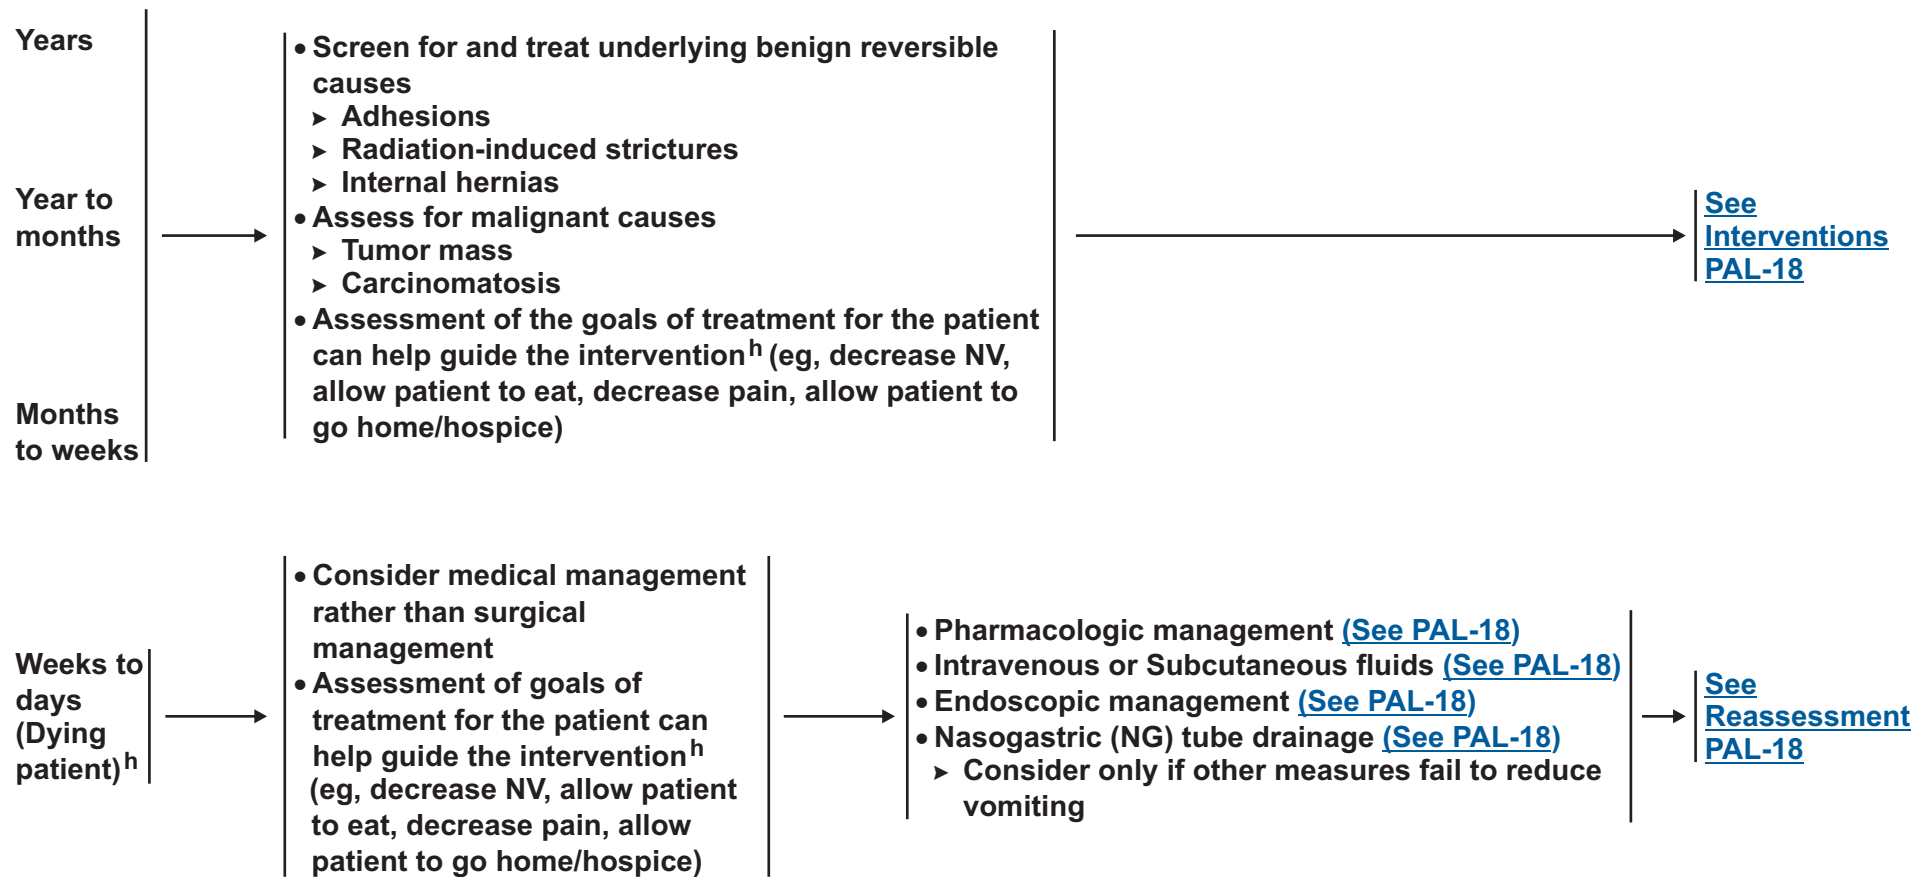 Years
Year to
months
Months
to weeks
• Screen for and treat underlying benign reversible
causes
➤ Adhesions
➤ Radiation-induced strictures
➤ Internal hernias
• Assess for malignant causes
➤ Tumor mass
➤ Carcinomatosis
• Assessment of the goals of treatment for the patient
can help guide the intervention h (eg, decrease NV,
allow patient to eat, decrease pain, allow patient to
go home/hospice)
See
Interventions
PAL-18
Weeks to
days
(Dying
patient) h
• Consider medical management
rather than surgical
management
• Assessment of goals of
treatment for the patient can
help guide the intervention h
(eg, decrease NV, allow patient
to eat, decrease pain, allow
patient to go home/hospice)
• Pharmacologic management (See PAL-18)
• Intravenous or Subcutaneous fluids (See PAL-18)
• Endoscopic management (See PAL-18)
• Nasogastric (NG) tube drainage (See PAL-18)
➤ Consider only if other measures fail to reduce
vomiting
See
Reassessment
PAL-18